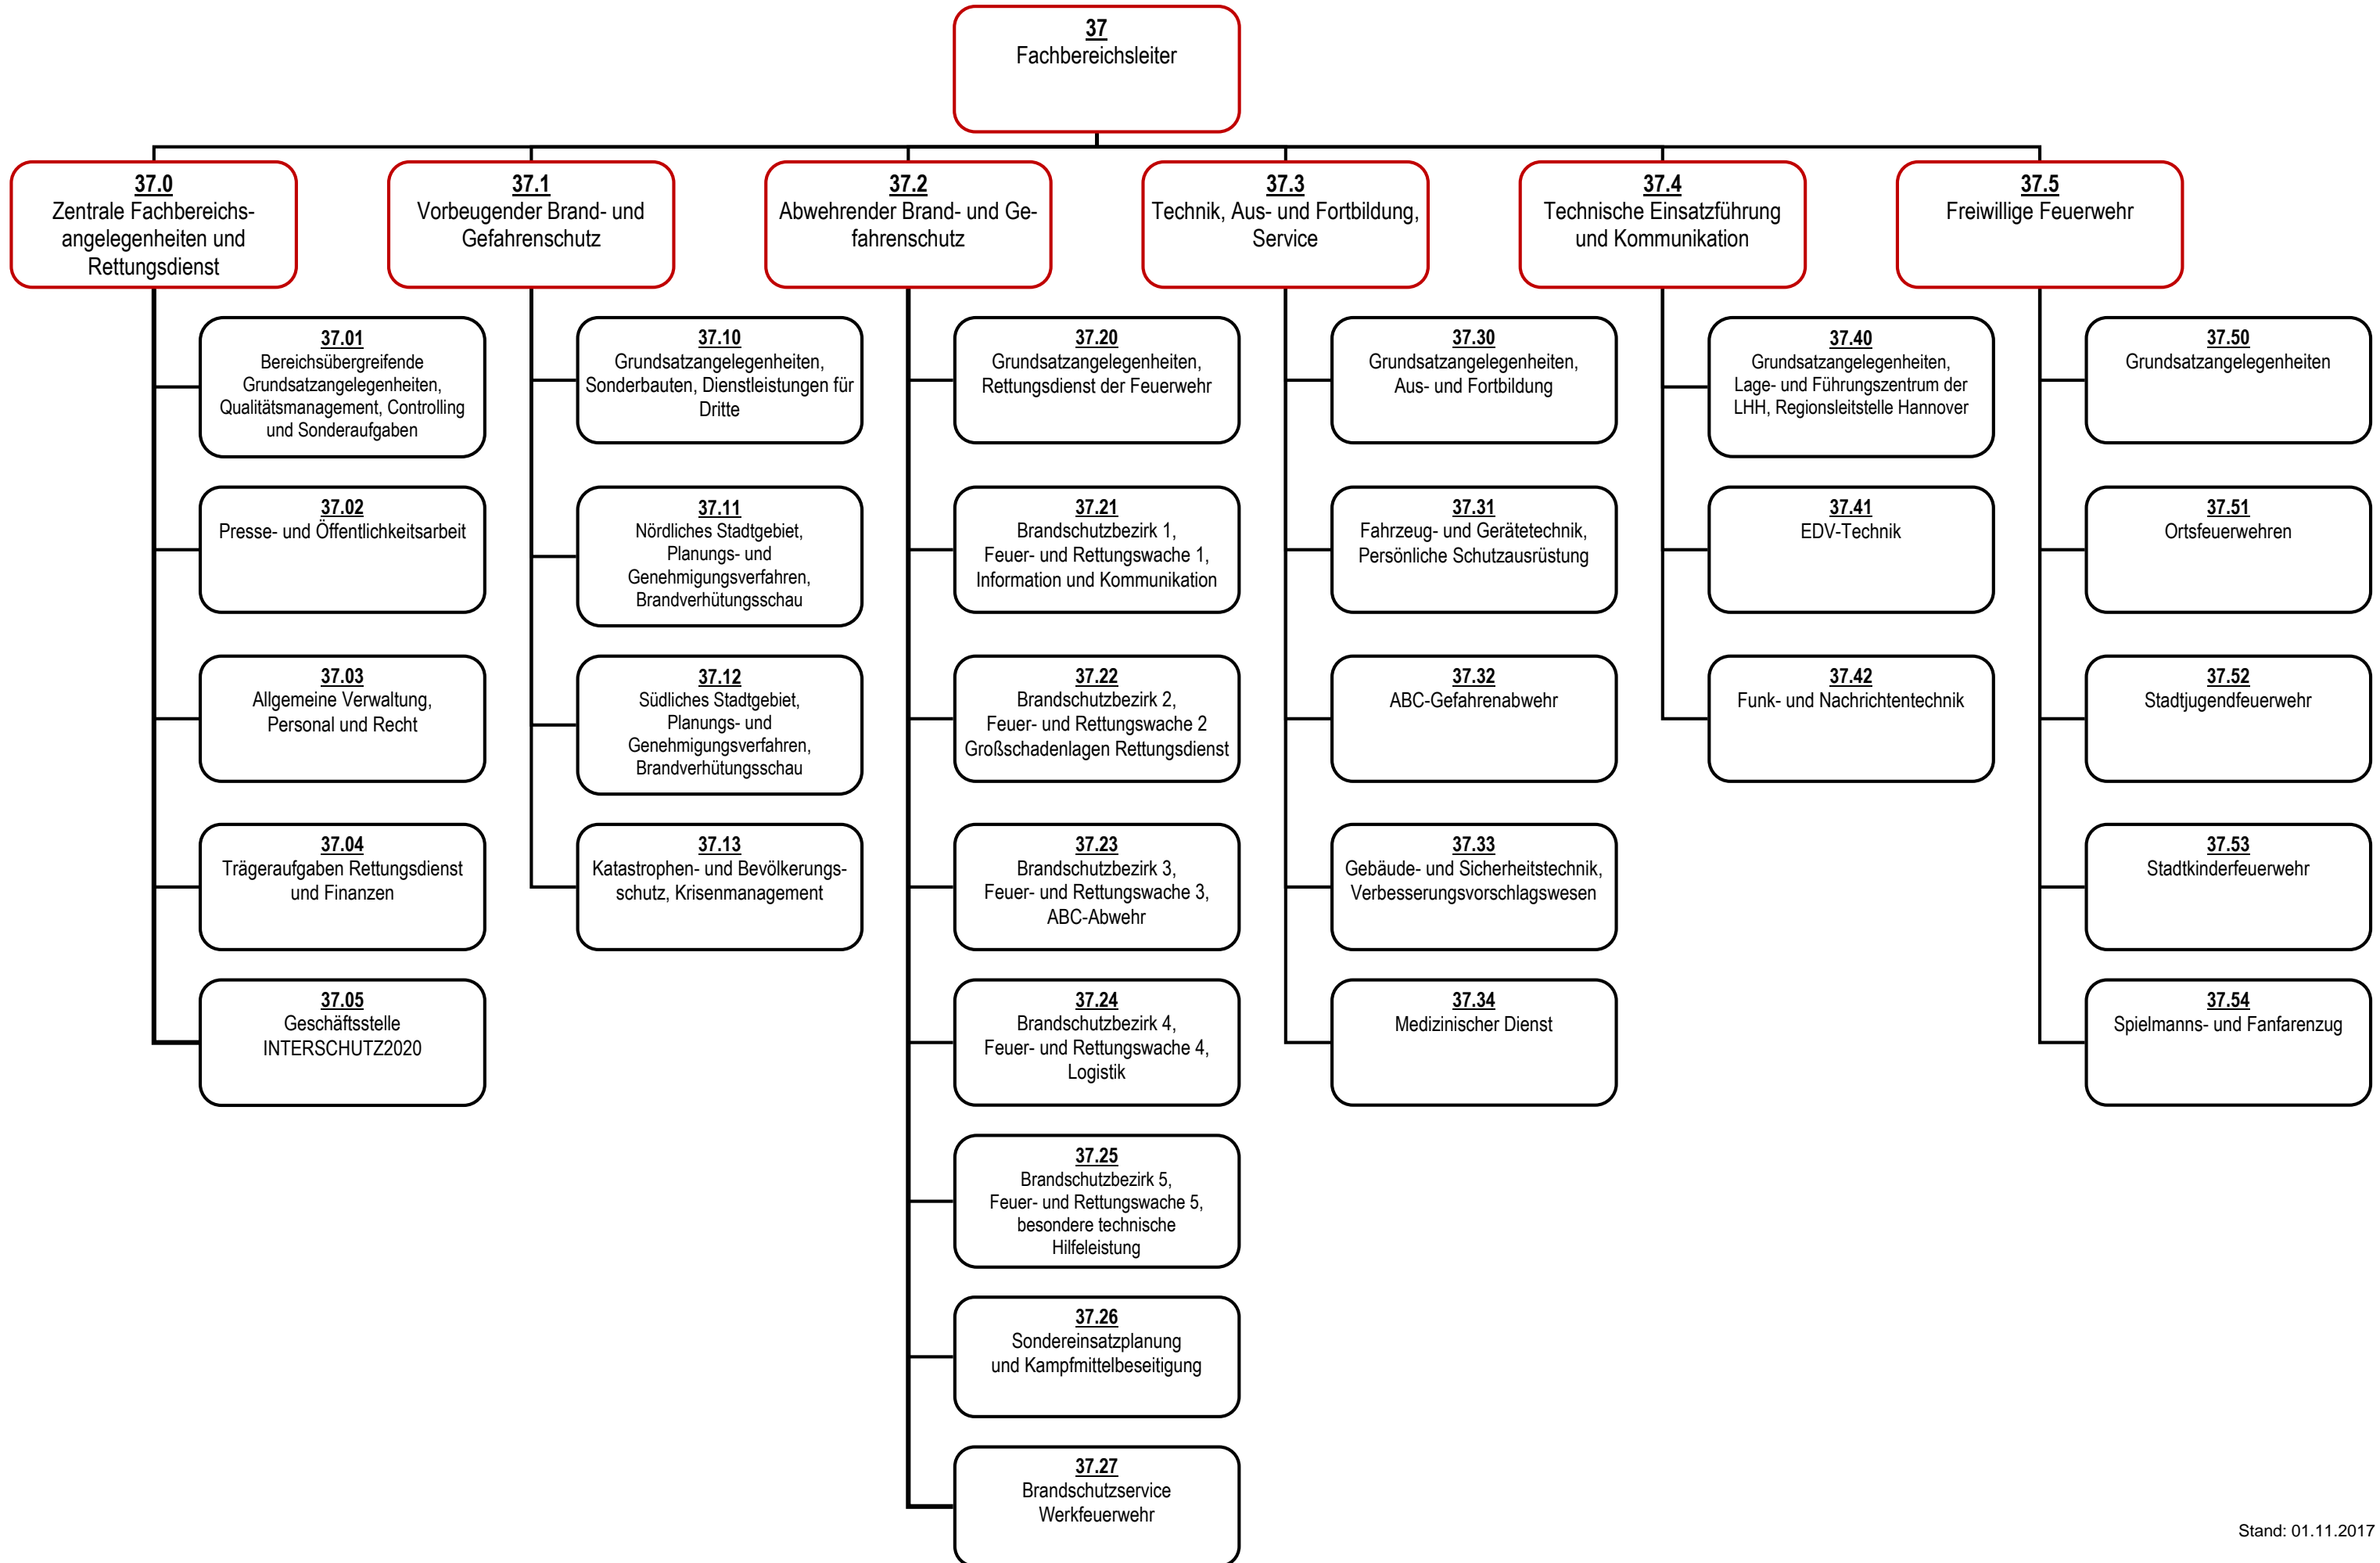 37
Fachbereichsleiter
37.0
Zentrale Fachbereichs-
angelegenheiten und
Rettungsdienst
37.1
Vorbeugender Brand- und
Gefahrenschutz
37.2
Abwehrender Brand- und Ge-
fahrenschutz
37.3
Technik, Aus- und Fortbildung,
Service
37.4
Technische Einsatzführung
und Kommunikation
37.5
Freiwillige Feuerwehr
37.01
Bereichsübergreifende
Grundsatzangelegenheiten,
Qualitätsmanagement, Controlling
und Sonderaufgaben
37.02
Presse- und Öffentlichkeitsarbeit
37.03
Allgemeine Verwaltung,
Personal und Recht
37.04
Trägeraufgaben Rettungsdienst
und Finanzen
37.05
Geschäftsstelle
INTERSCHUTZ2020
37.10
Grundsatzangelegenheiten,
Sonderbauten, Dienstleistungen für
Dritte
37.11
Nördliches Stadtgebiet,
Planungs- und
Genehmigungsverfahren,
Brandverhütungsschau
37.12
Südliches Stadtgebiet,
Planungs- und
Genehmigungsverfahren,
Brandverhütungsschau
37.13
Katastrophen- und Bevölkerungs-
schutz, Krisenmanagement
37.20
Grundsatzangelegenheiten,
Rettungsdienst der Feuerwehr
37.21
Brandschutzbezirk 1,
Feuer- und Rettungswache 1,
Information und Kommunikation
37.22
Brandschutzbezirk 2,
Feuer- und Rettungswache 2
Großschadenlagen Rettungsdienst
37.23
Brandschutzbezirk 3,
Feuer- und Rettungswache 3,
ABC-Abwehr
37.24
Brandschutzbezirk 4,
Feuer- und Rettungswache 4,
Logistik
37.25
Brandschutzbezirk 5,
Feuer- und Rettungswache 5,
besondere technische
Hilfeleistung
37.26
Sondereinsatzplanung
und Kampfmittelbeseitigung
37.27
Brandschutzservice
Werkfeuerwehr
37.30
Grundsatzangelegenheiten,
Aus- und Fortbildung
37.31
Fahrzeug- und Gerätetechnik,
Persönliche Schutzausrüstung
37.32
ABC-Gefahrenabwehr
37.33
Gebäude- und Sicherheitstechnik,
Verbesserungsvorschlagswesen
37.34
Medizinischer Dienst
37.40
Grundsatzangelegenheiten,
Lage- und Führungszentrum der
LHH, Regionsleitstelle Hannover
37.41
EDV-Technik
37.42
Funk- und Nachrichtentechnik
37.50
Grundsatzangelegenheiten
37.51
Ortsfeuerwehren
37.52
Stadtjugendfeuerwehr
37.53
Stadtkinderfeuerwehr
37.54
Spielmanns- und Fanfarenzug
Stand: 01.11.2017